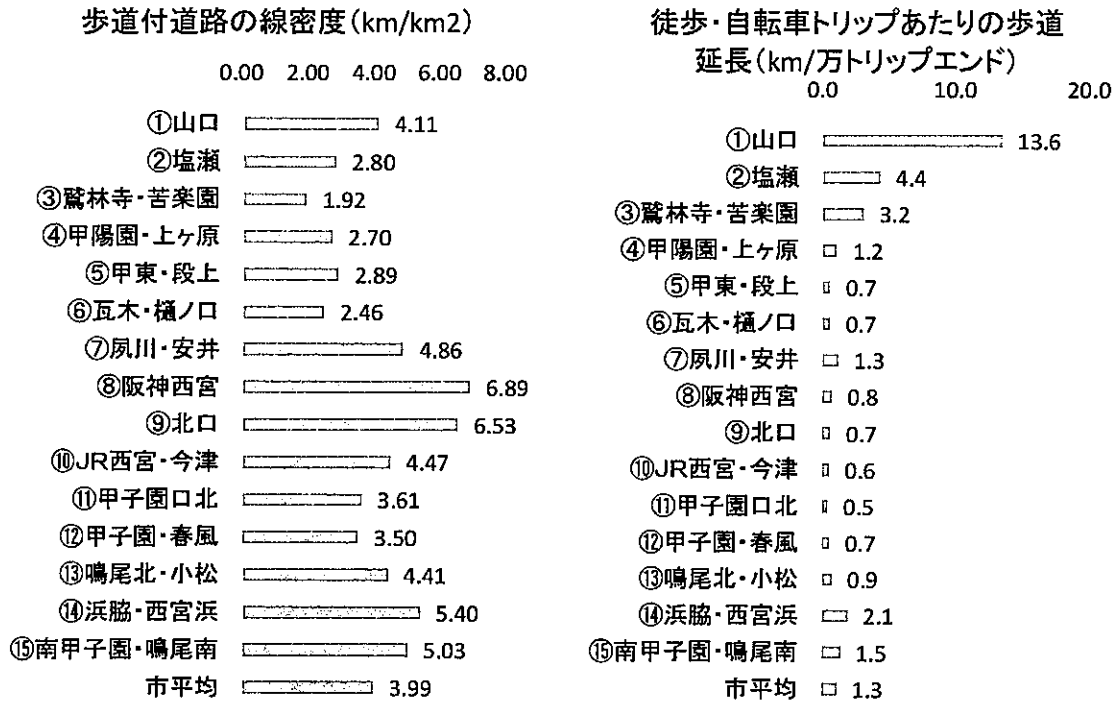 歩道付道路の線密度(km/km2)
0.00 2.00 4.00 6.00 8.00
①山口 4.11
②塩瀬 2.80
③鷲林寺・苦楽園 1.92
④甲陽園・上ヶ原 2.70
⑤甲東・段上 2.89
⑥瓦木・樋ノ口 2.46
⑦夙川・安井 4.86
⑧阪神西宮 6.89
⑨北口 6.53
⑩JR西宮・今津 4.47
⑪甲子園口北 3.61
⑫甲子園・春風 3.50
⑬鳴尾北・小松 4.41
⑭浜脇・西宮浜 5.40
⑮南甲子園・鳴尾南 5.03
市平均 3.99
徒歩・自転車トリップあたりの歩道
延長(km/万トリップエンド)
0.0 10.0 20.0
①山口 13.6
②塩瀬 4.4
③鷲林寺・苦楽園 3.2
④甲陽園・上ヶ原 1.2
⑤甲東・段上 0.7
⑥瓦木・樋ノ口 0.7
⑦夙川・安井 1.3
⑧阪神西宮 0.8
⑨北口 0.7
⑩JR西宮・今津 0.6
⑪甲子園口北 0.5
⑫甲子園・春風 0.7
⑬鳴尾北・小松 0.9
⑭浜脇・西宮浜 2.1
⑮南甲子園・鳴尾南 1.5
市平均 1.3